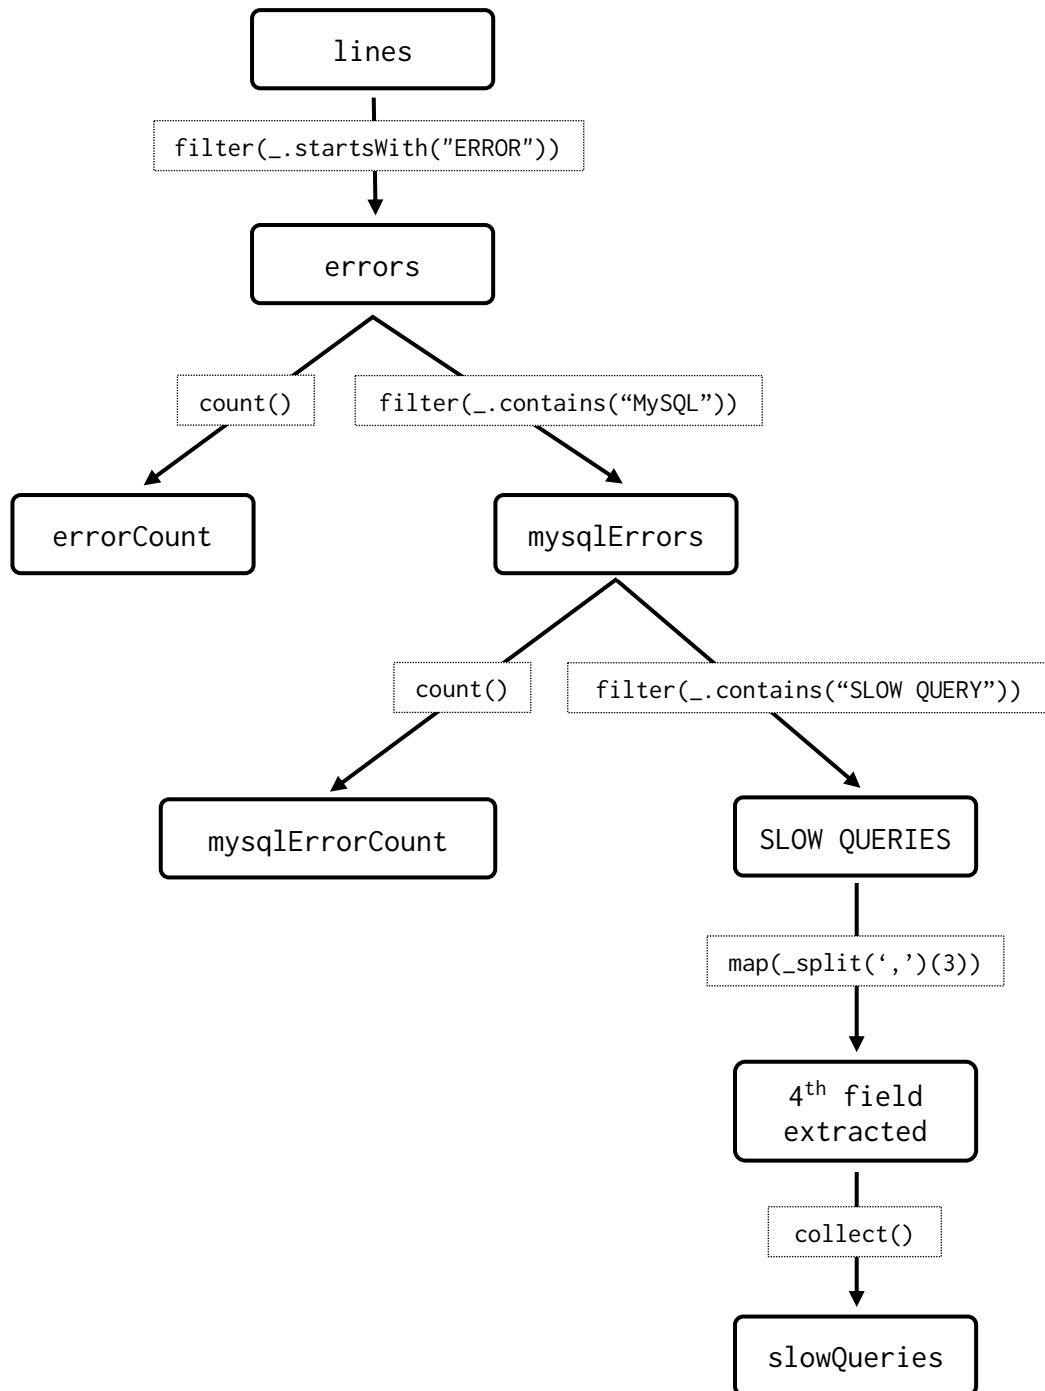 lines
filter(_.startsWith("ERROR"))
errors
count()
filter(_.contains(“MySQL”))
errorCount
mysqlErrors
count()
filter(_.contains(“SLOW QUERY”))
mysqlErrorCount
SLOW QUERIES
map(_split(‘,’)(3))
4th field
extracted
collect()
slowQueries